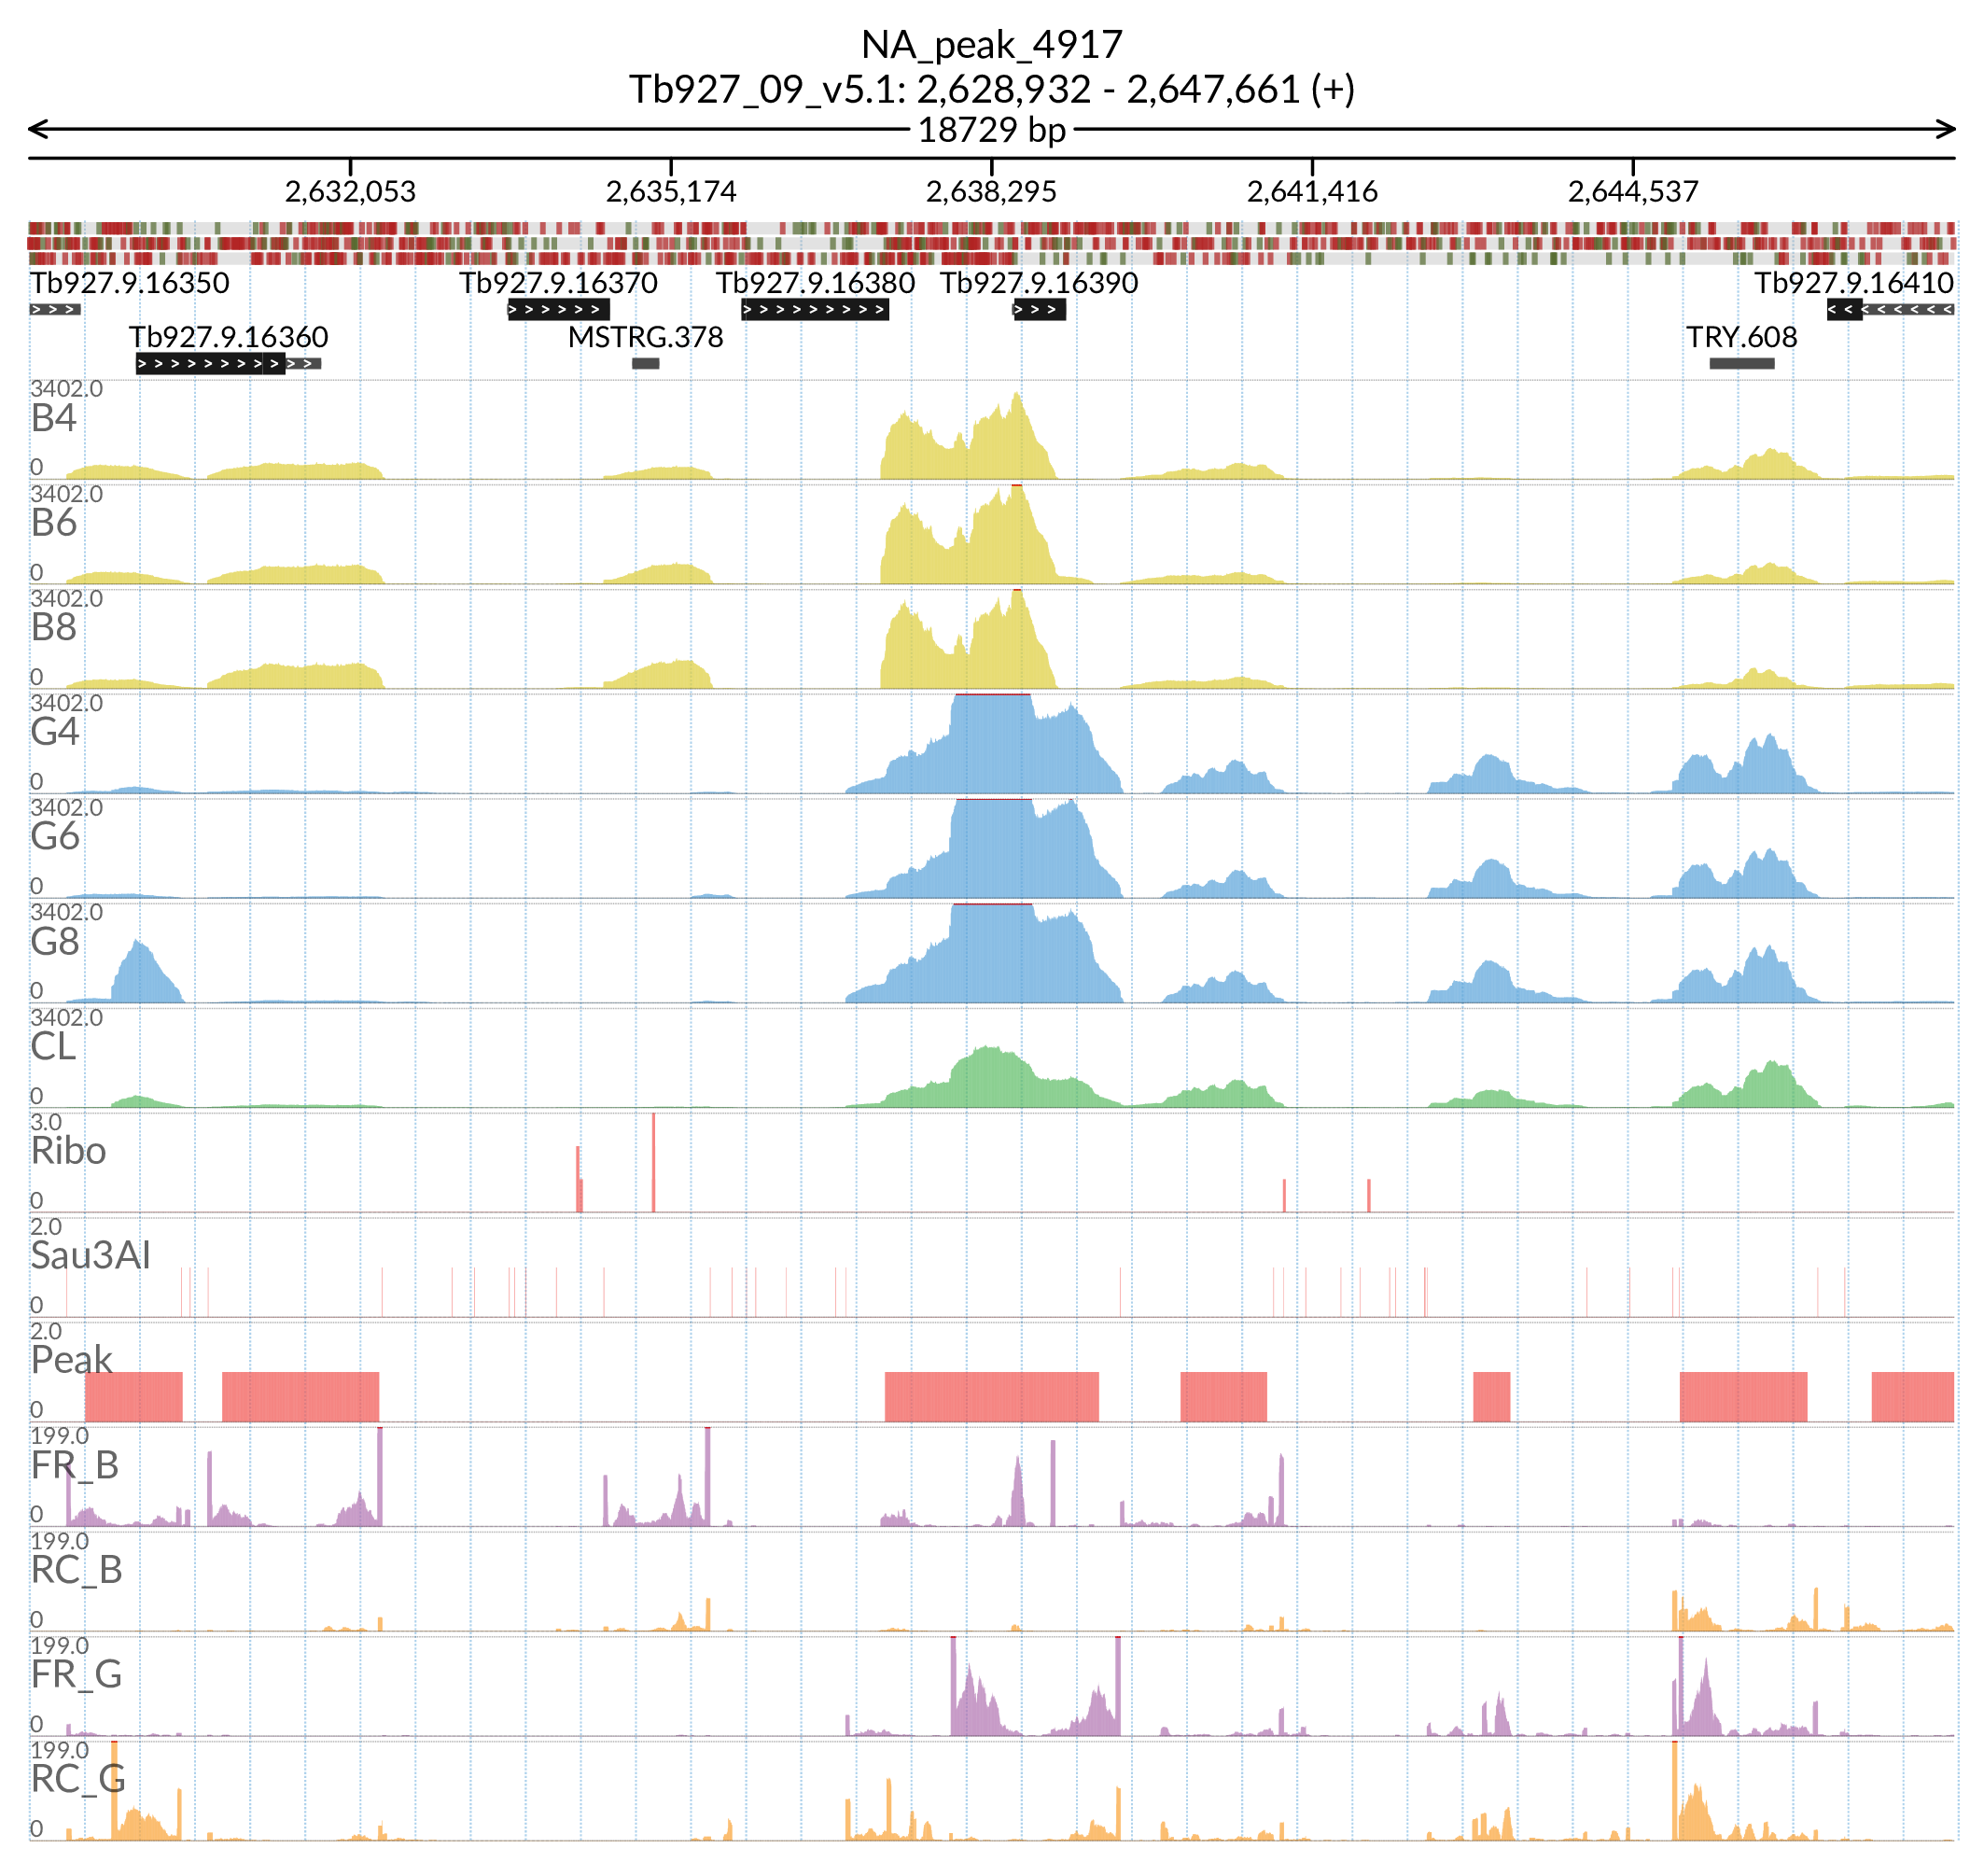 NA_peak_4917
Tb927_09_v5.1: 2,628,932 - 2,647,661 (+)
18729 bp
2,632,053 2,635,174 2,638,295 2,641,416 2,644,537
Tb927.9.16350 Tb927.9.16370 Tb927.9.16380 Tb927.9.16390 Tb927.9.16410
Tb927.9.16360 MSTRG.378 TRY.608
3402.0
B4
0
3402.0
B6
0
3402.0
B8
0
3402.0
G4
0
3402.0
G6
0
3402.0
G8
0
3402.0
CL
0
3.0
Ribo
0
2.0
Sau3AI
0
2.0
Peak
0
199.0
FR_B
0
199.0
RC_B
0
199.0
FR_G
0
199.0
RC_G
0